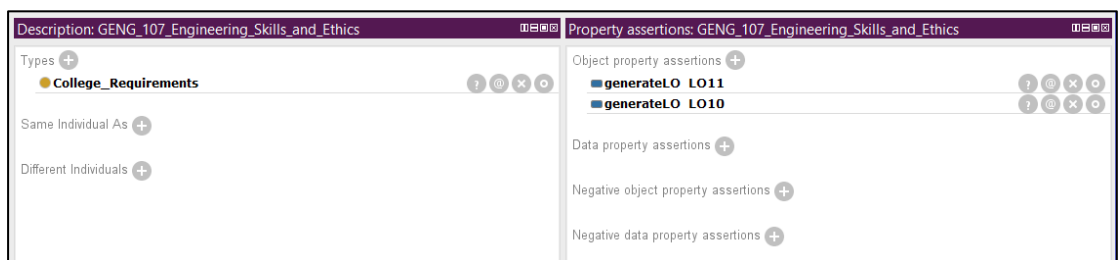 Description: GENG_107_Engineering_Skills_and_Ethics
Types
College_Requirements
Same Individual As
Different Individuals
Property assertions: GENG_107_Engineering_Skills_and_Ethics
Object property assertions
generateLO LO11
generateLO LO10
Data property assertions
Negative object property assertions
Negative data property assertions